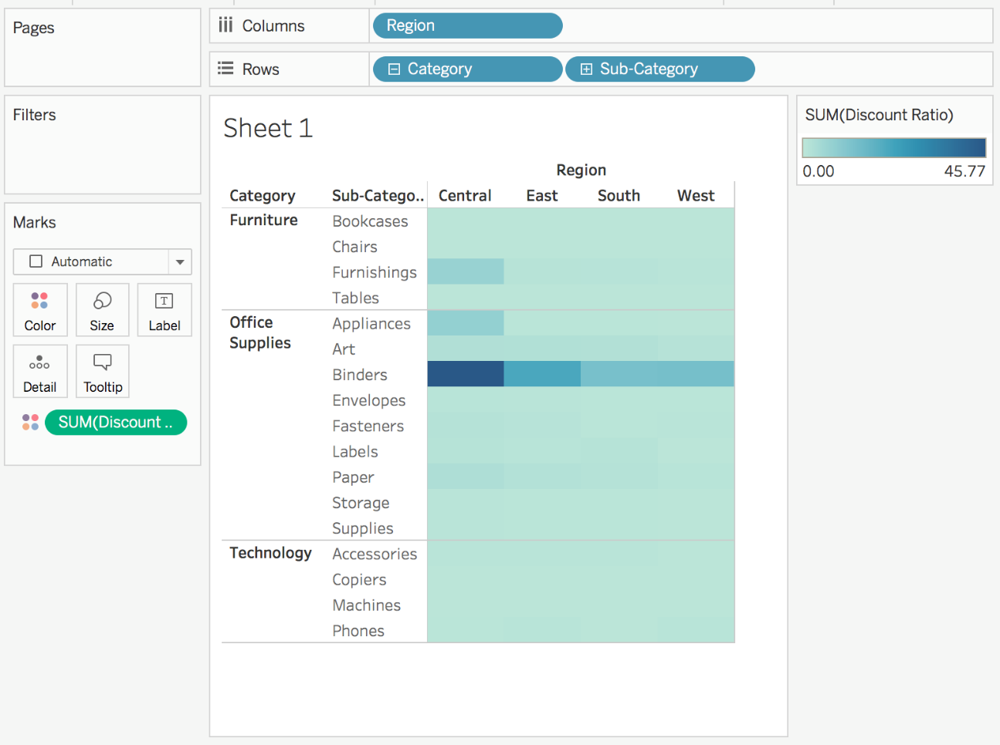 Pages
Columns
Region
Rows
Category
Sub-Category
Filters
Marks
Automatic
Color
Size
T
Label
Detail
Tooltip
SUM(Discount ..
Sheet 1
Region
Category
Sub-Catego..
Central
East
South
West
Furniture
Bookcases
Chairs
Furnishings
Tables
Office
Supplies
Appliances
Art
Binders
Envelopes
Fasteners
Labels
Paper
Storage
Supplies
Technology
Accessories
Copiers
Machines
Phones
SUM(Discount Ratio)
0.00
45.77